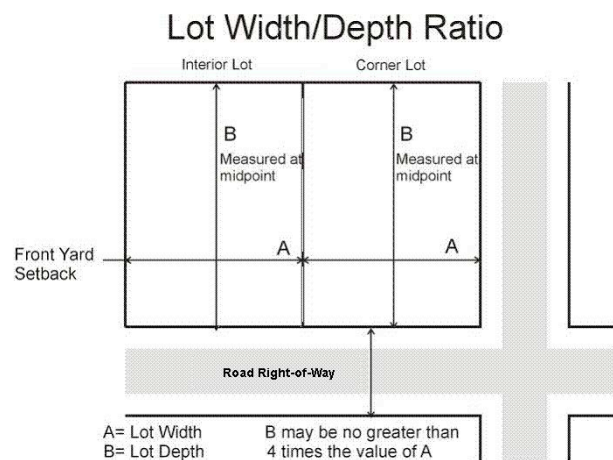 Lot Width/Depth Ratio
Interior Lot
Corner Lot
B
Measured at
midpoint
B
Measured at
midpoint
A
A
Front Yard
Setback
Road Right-of-Way
A= Lot Width
B= Lot Depth
B may be no greater than
4 times the value of A